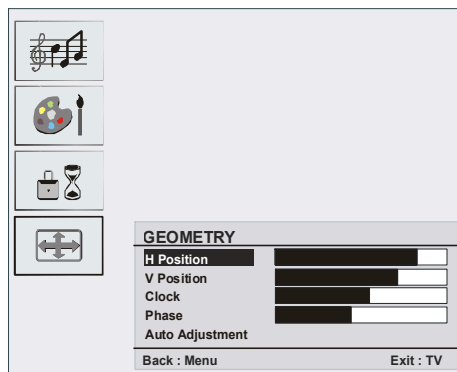 GEOMETRY
H Position
V Position
Clock
Phase
Auto Adjustment
Back : Menu Exit : TV